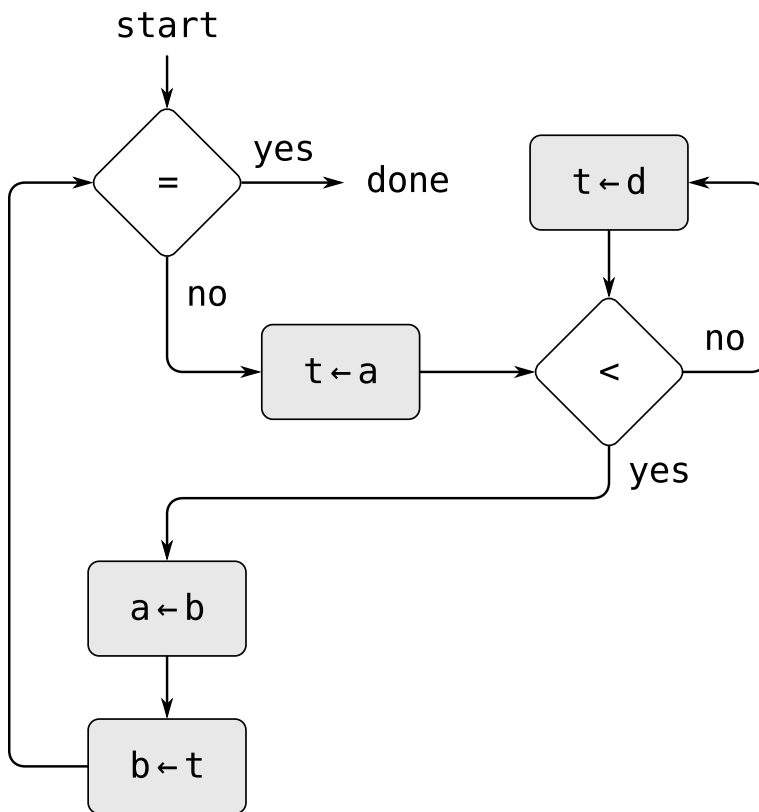 start
=
yes
done
no
t←a
t←d
<
no
yes
a←b
b←t